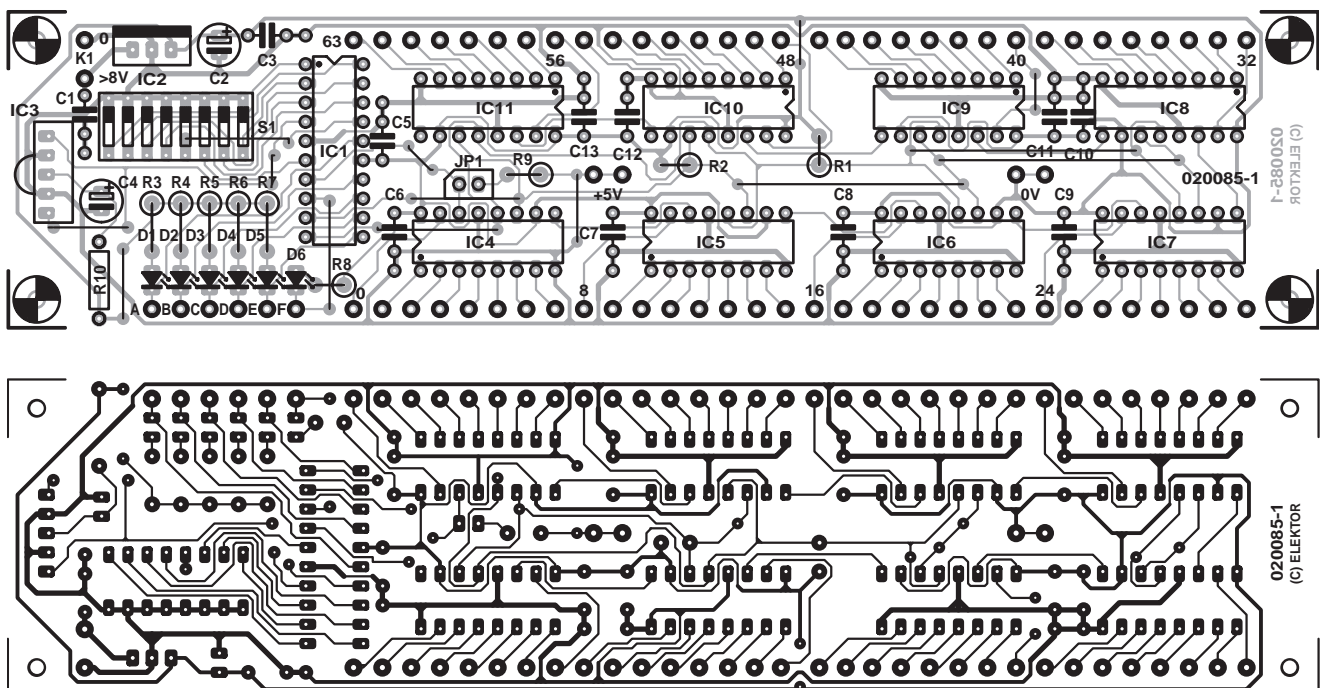 0
63
K1
+
56
48
40
32
C3
>8V
IC2
C2
IC3
C1
IC11
IC10
IC9
IC8
S1
C5
IC1
C13
C12
C11
C10
JP1
R9
R2
R1
020085-1
(C) ELEKTOR
020085-1
+
C4
R3
R4
R5
R6
R7
+5V
0V
C6
C7
C8
C9
D1
D2
D3
D4
D5
IC4
IC5
IC6
IC7
D6
R8
R10
0
8
16
24
A
B
C
D
E
F
020085-1
(C) ELEKTOR